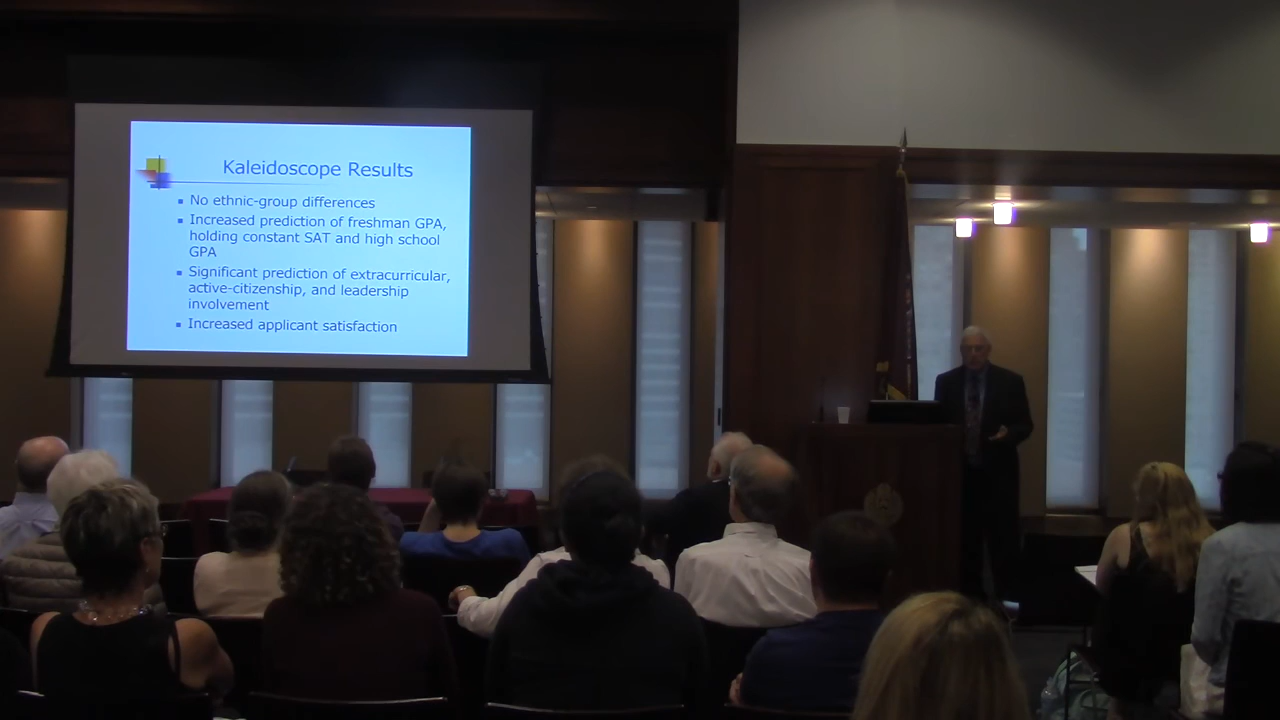 Kaleidoscope Results
No ethnic-group differences
Increased prediction of freshman GPA,
holding constant SAT and high school
GPA
Significant prediction of extracurricular,
active-citizenship, and leadership
involvement
Increased applicant satisfaction